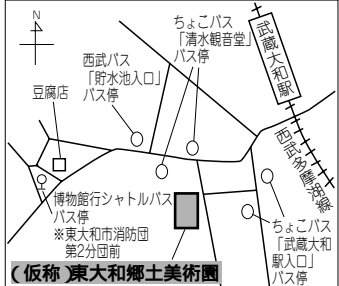 N
ちょこバス
「清水観音堂」
バス停
武蔵大和駅
西武バス
「貯水池入口」
バス停
豆腐店
西武多摩湖線
博物館行シャトルバス
バス停
※東大和市消防団
第2分団前
ちょこバス
「武蔵大和
駅入口」
バス停
(仮称)東大和郷土美術園